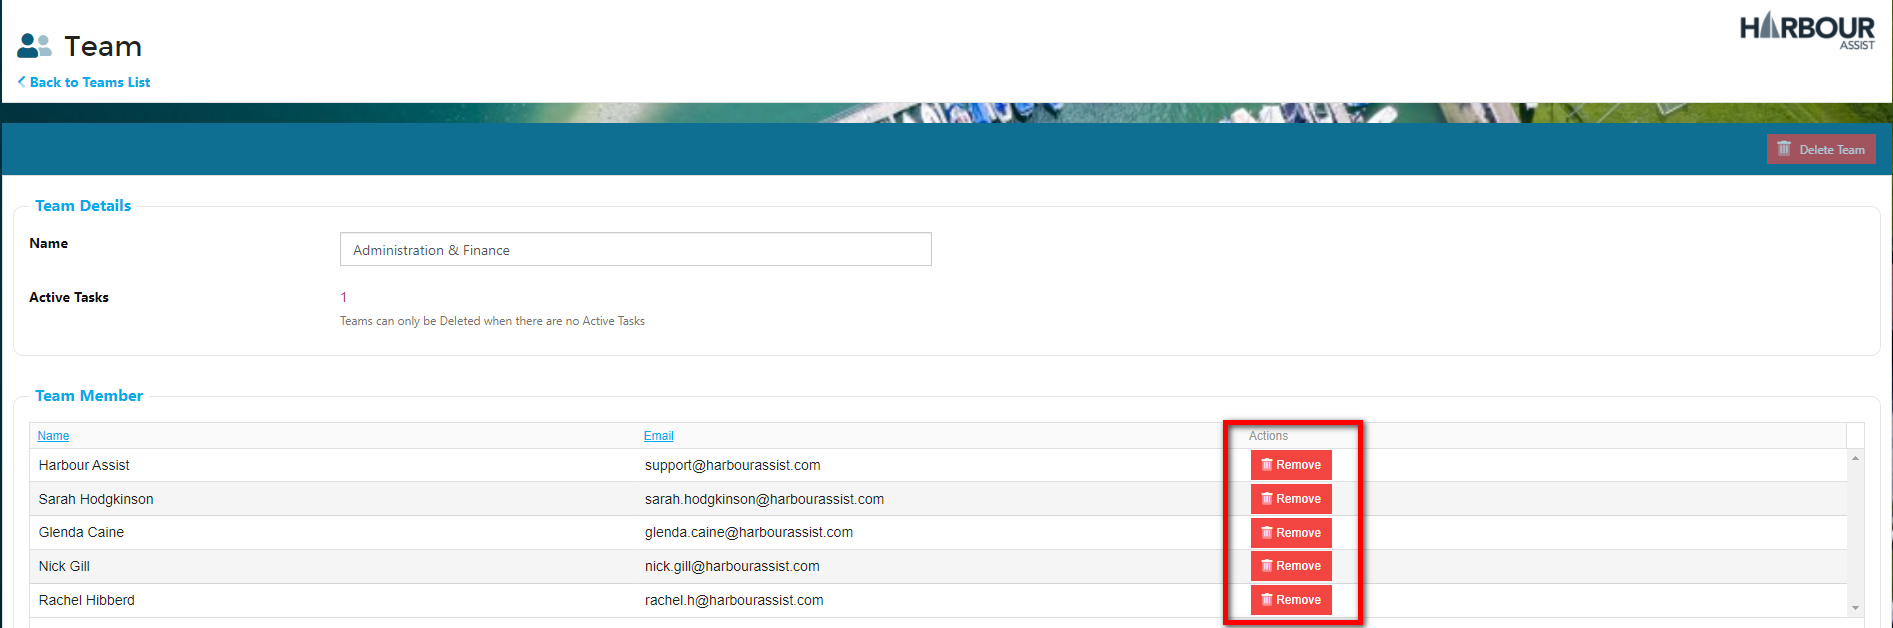 HARBOUR
ASSIST
Team
Back to Teams List
Delete Team
Team Details
Name
Administration & Finance
Active Tasks
1
Teams can only be Deleted when there are no Active Tasks
Team Member
Name Email Actions
Harbour Assist support@harbourassist.com Remove
Sarah Hodgkinson sarah.hodgkinson@harbourassist.com Remove
Glenda Caine glenda.caine@harbourassist.com Remove
Nick Gill nick.gill@harbourassist.com Remove
Rachel Hibberd rachel.h@harbourassist.com Remove